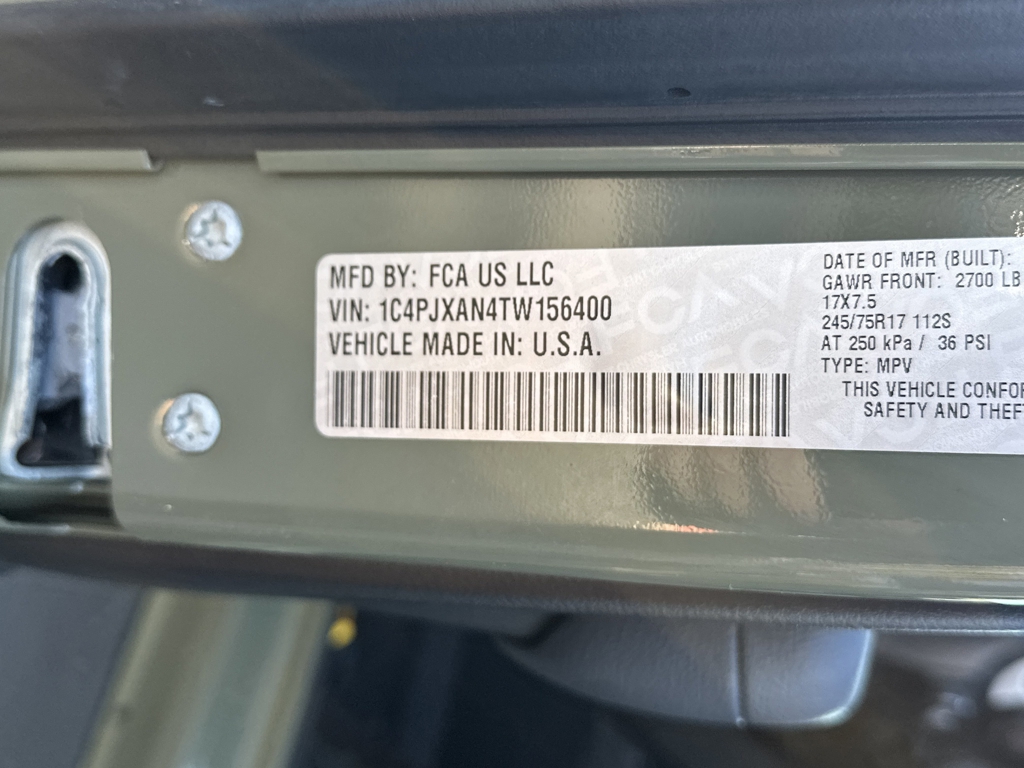 MFD BY: FCA US LLC
VIN: 1C4PJXAN4TW156400
VEHICLE MADE IN: U.S.A.
DATE OF MFR (BUILT):
GAWR FRONT: 2700 LB
17X7.5
245/75R17 112S
AT 250 kPa / 36 PSI
TYPE: MPV
THIS VEHICLE CONFOR
SAFETY AND THEFT